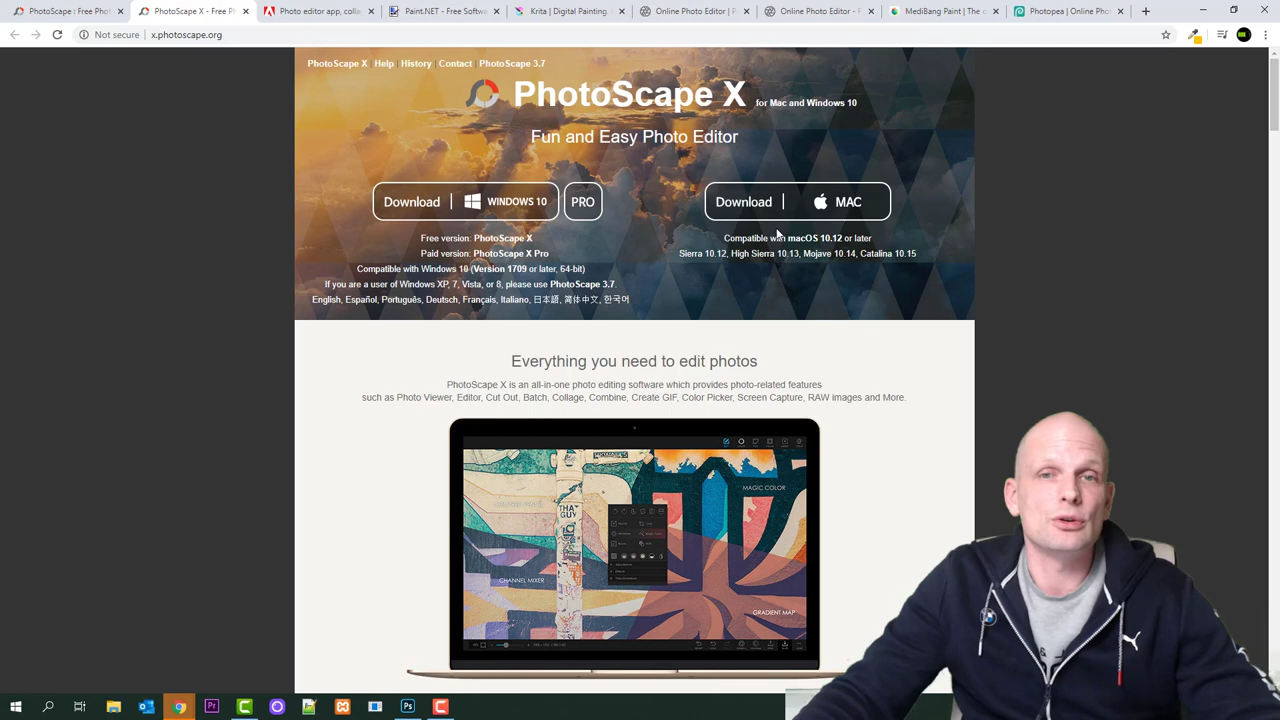 PhotoScape : Free Phot
PhotoScape X - Free Ph
Photo editor app, colla
Paint.NET - Free Softwa
Krita | Digital Painting.
Online Photo Editor | P
Online Photo Editor - P
MediBang Paint | The c
Photopea | Online Phot
Not secure | x.photoscape.org
PhotoScape X | Help | History | Contact | PhotoScape 3.7
PhotoScape X for Mac and Windows 10
Fun and Easy Photo Editor
Download | WINDOWS 10 PRO
Download | MAC
Free version: PhotoScape X
Paid version: PhotoScape X Pro
Compatible with Windows 10 (Version 1709 or later, 64-bit)
If you are a user of Windows XP, 7, Vista, or 8, please use PhotoScape 3.7.
English, Español, Português, Deutsch, Français, Italiano, 日本語, 简体中文, 한국어
Compatible with macOS 10.12 or later
Sierra 10.12, High Sierra 10.13, Mojave 10.14, Catalina 10.15
Everything you need to edit photos
PhotoScape X is an all-in-one photo editing software which provides photo-related features
such as Photo Viewer, Editor, Cut Out, Batch, Collage, Combine, Create GIF, Color Picker, Screen Capture, RAW images and More.
MAGIC COLOR
THAT
GUY
CHANNEL MIXER
GRADIENT MAP
Pr
Ps